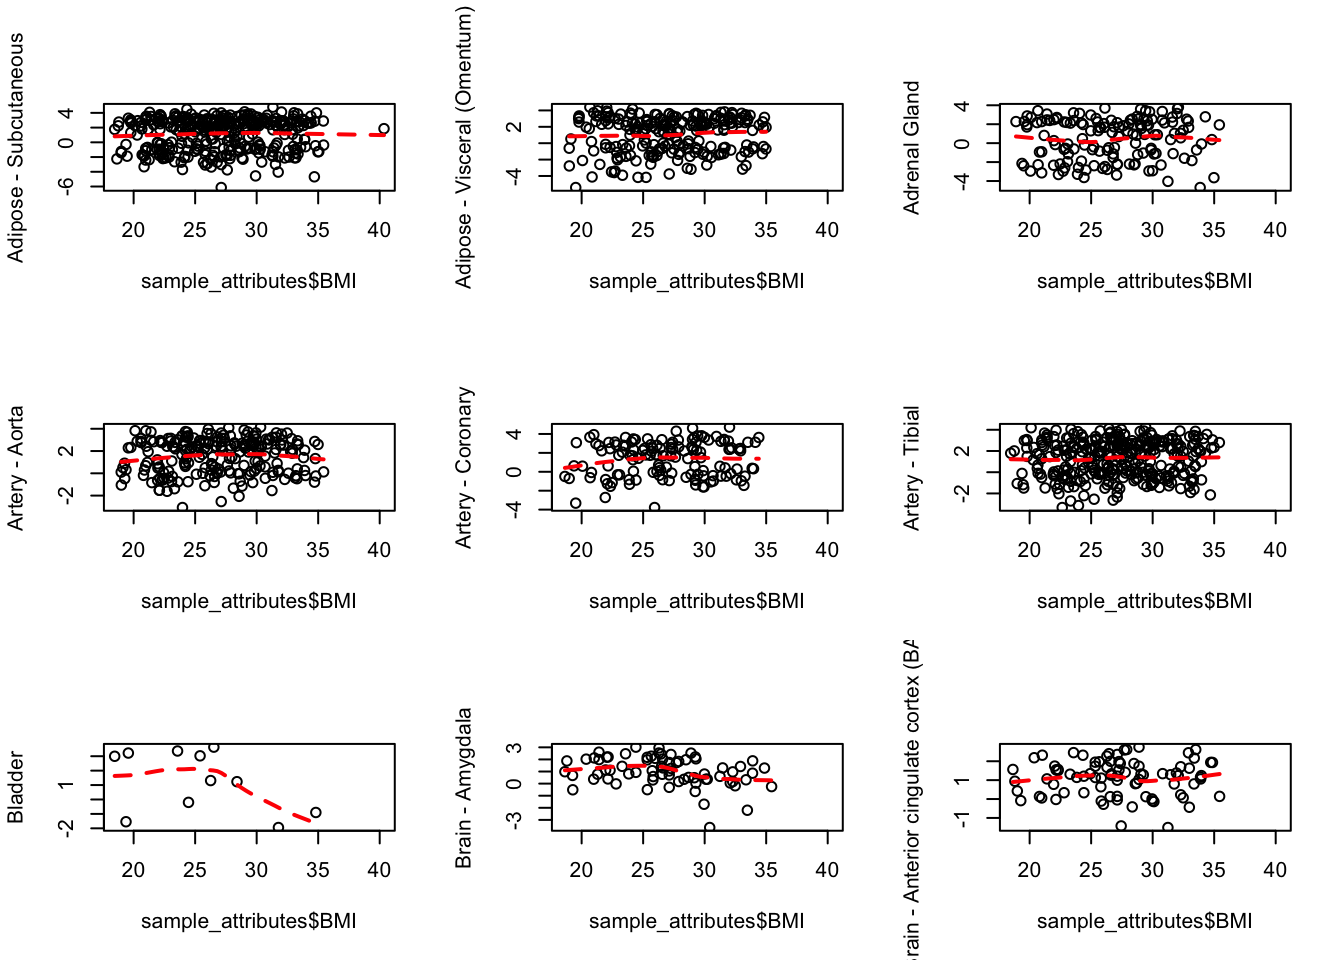 Adipose - Subcutaneous
4
0
-6
20 25 30 35 40
sample_attributes$BMI
Adipose - Visceral (Omentum)
2
-4
20 25 30 35 40
sample_attributes$BMI
Adrenal Gland
4
0
-4
20 25 30 35 40
sample_attributes$BMI
Artery - Aorta
2
-2
20 25 30 35 40
sample_attributes$BMI
Artery - Coronary
4
0
-4
20 25 30 35 40
sample_attributes$BMI
Artery - Tibial
2
-2
20 25 30 35 40
sample_attributes$BMI
Bladder
1
-2
20 25 30 35 40
sample_attributes$BMI
Brain - Amygdala
3
0
-3
20 25 30 35 40
sample_attributes$BMI
rain - Anterior cingulate cortex (BA
1
-1
20 25 30 35 40
sample_attributes$BMI